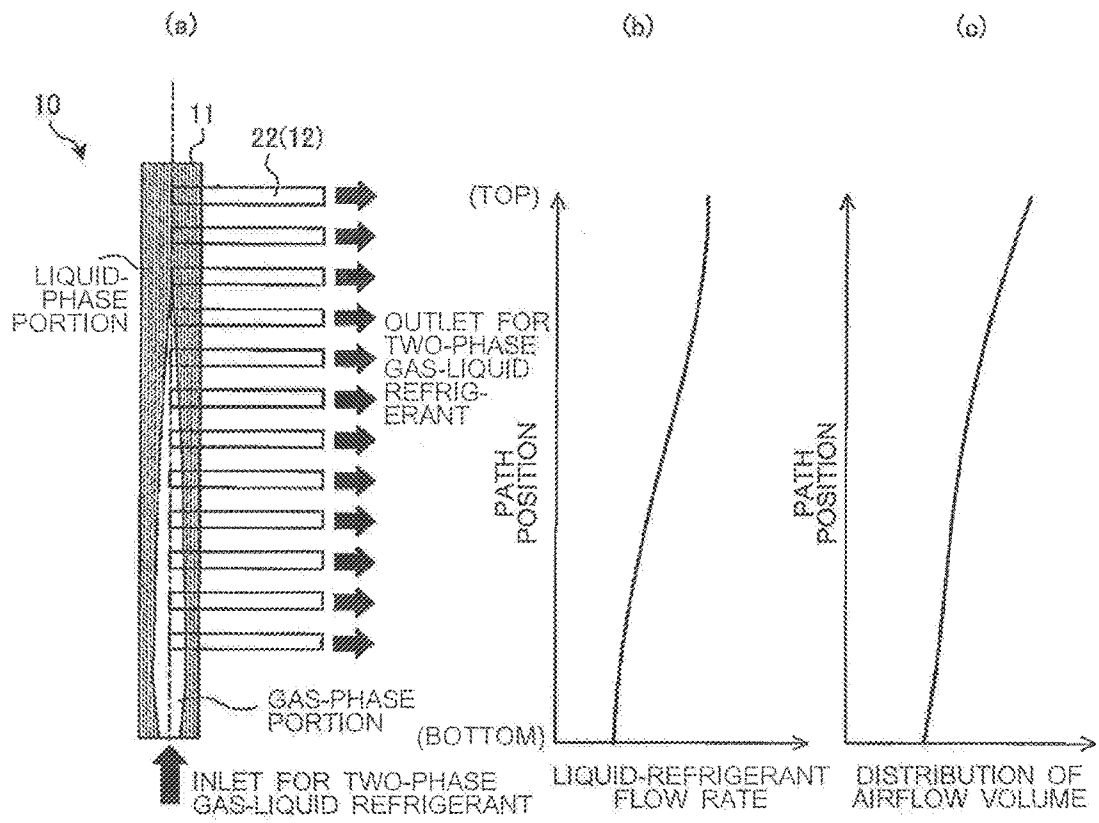 (a)
(b)
(c)
10
11
22(12)
LIQUID-
PHASE
PORTION
OUTLET FOR
TWO-PHASE
GAS-LIQUID
REFRIG-
ERANT
GAS-PHASE
PORTION
INLET FOR TWO-PHASE
GAS-LIQUID REFRIGERANT
(TOP)
PATH
POSITION
(BOTTOM)
LIQUID-REFRIGERANT
FLOW RATE
PATH
POSITION
DISTRIBUTION OF
AIRFLOW VOLUME